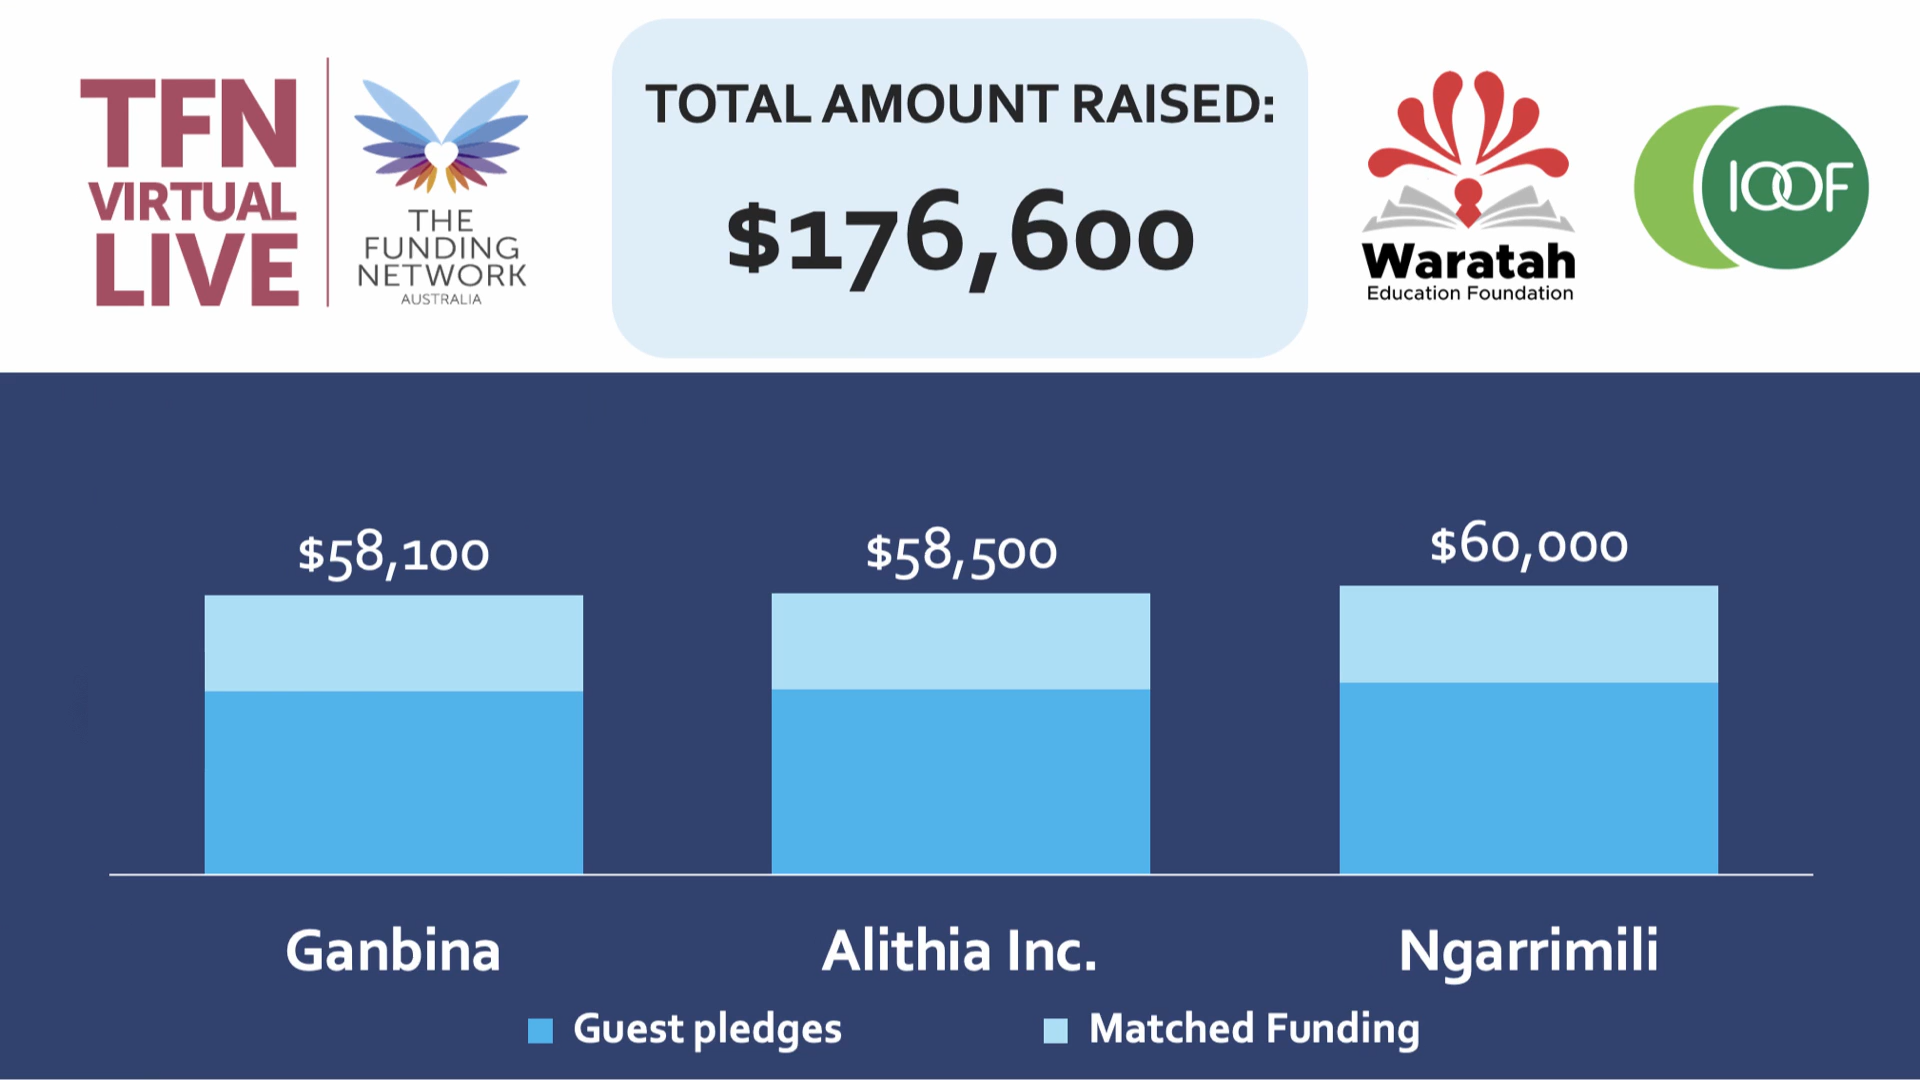 TFN
VIRTUAL
LIVE
THE
FUNDING
NETWORK
AUSTRALIA
TOTAL AMOUNT RAISED:
$176,600
Waratah
Education Foundation
IOOF
$58,100
$58,500
$60,000
Ganbina
Alithia Inc.
Ngarrimili
Guest pledges
Matched Funding